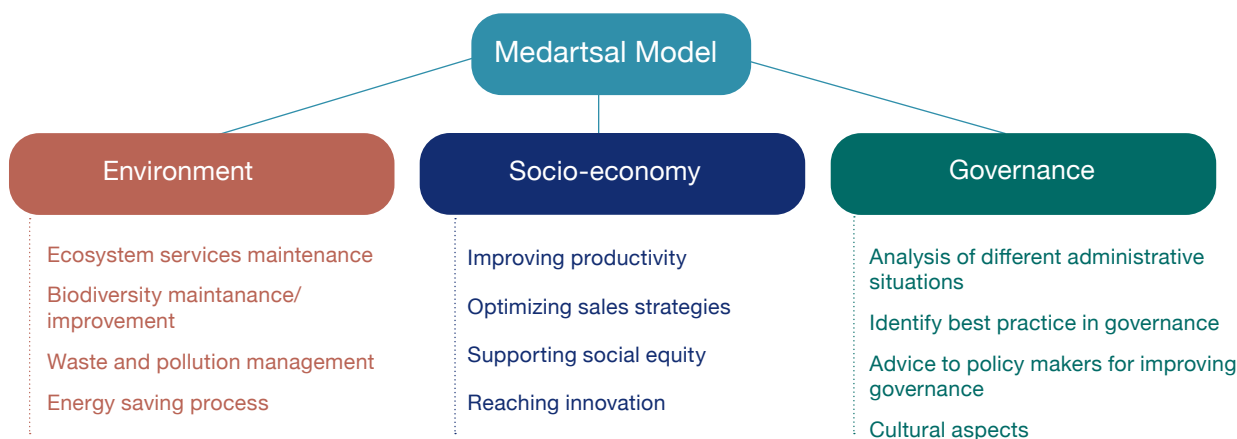 Medartsal Model
Environment
Socio-economy
Governance
Ecosystem services maintenance
Biodiversity maintanance/
improvement
Waste and pollution management
Energy saving process
Improving productivity
Optimizing sales strategies
Supporting social equity
Reaching innovation
Analysis of different administrative
situations
Identify best practice in governance
Advice to policy makers for improving
governance
Cultural aspects